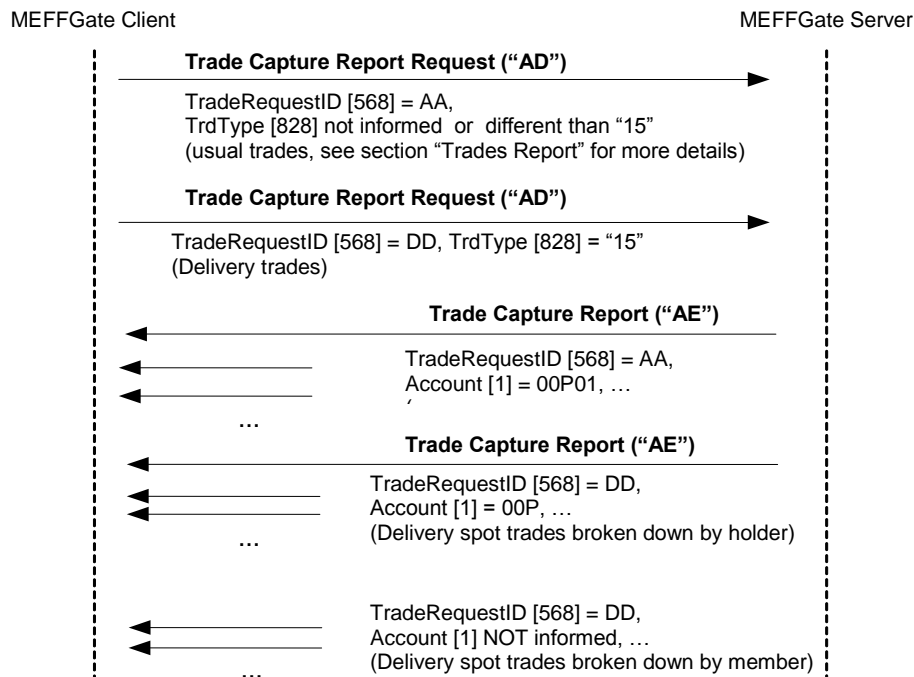 MEFFGate Client
MEFFGate Server
Trade Capture Report Request (“AD”)
TradeRequestID [568] = AA,
TrdType [828] not informed or different than “15”
(usual trades, see section “Trades Report” for more details)
Trade Capture Report Request (“AD”)
TradeRequestID [568] = DD, TrdType [828] = “15”
(Delivery trades)
Trade Capture Report (“AE”)
TradeRequestID [568] = AA,
Account [1] = 00P01, …
…
Trade Capture Report (“AE”)
TradeRequestID [568] = DD,
Account [1] = 00P, …
(Delivery spot trades broken down by holder)
…
TradeRequestID [568] = DD,
Account [1] NOT informed, …
(Delivery spot trades broken down by member)
…